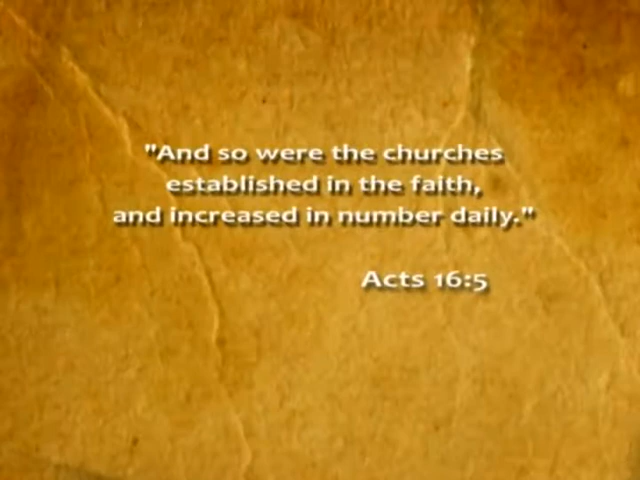 "And so were the churches
established in the faith,
and increased in number daily."
Acts 16:5